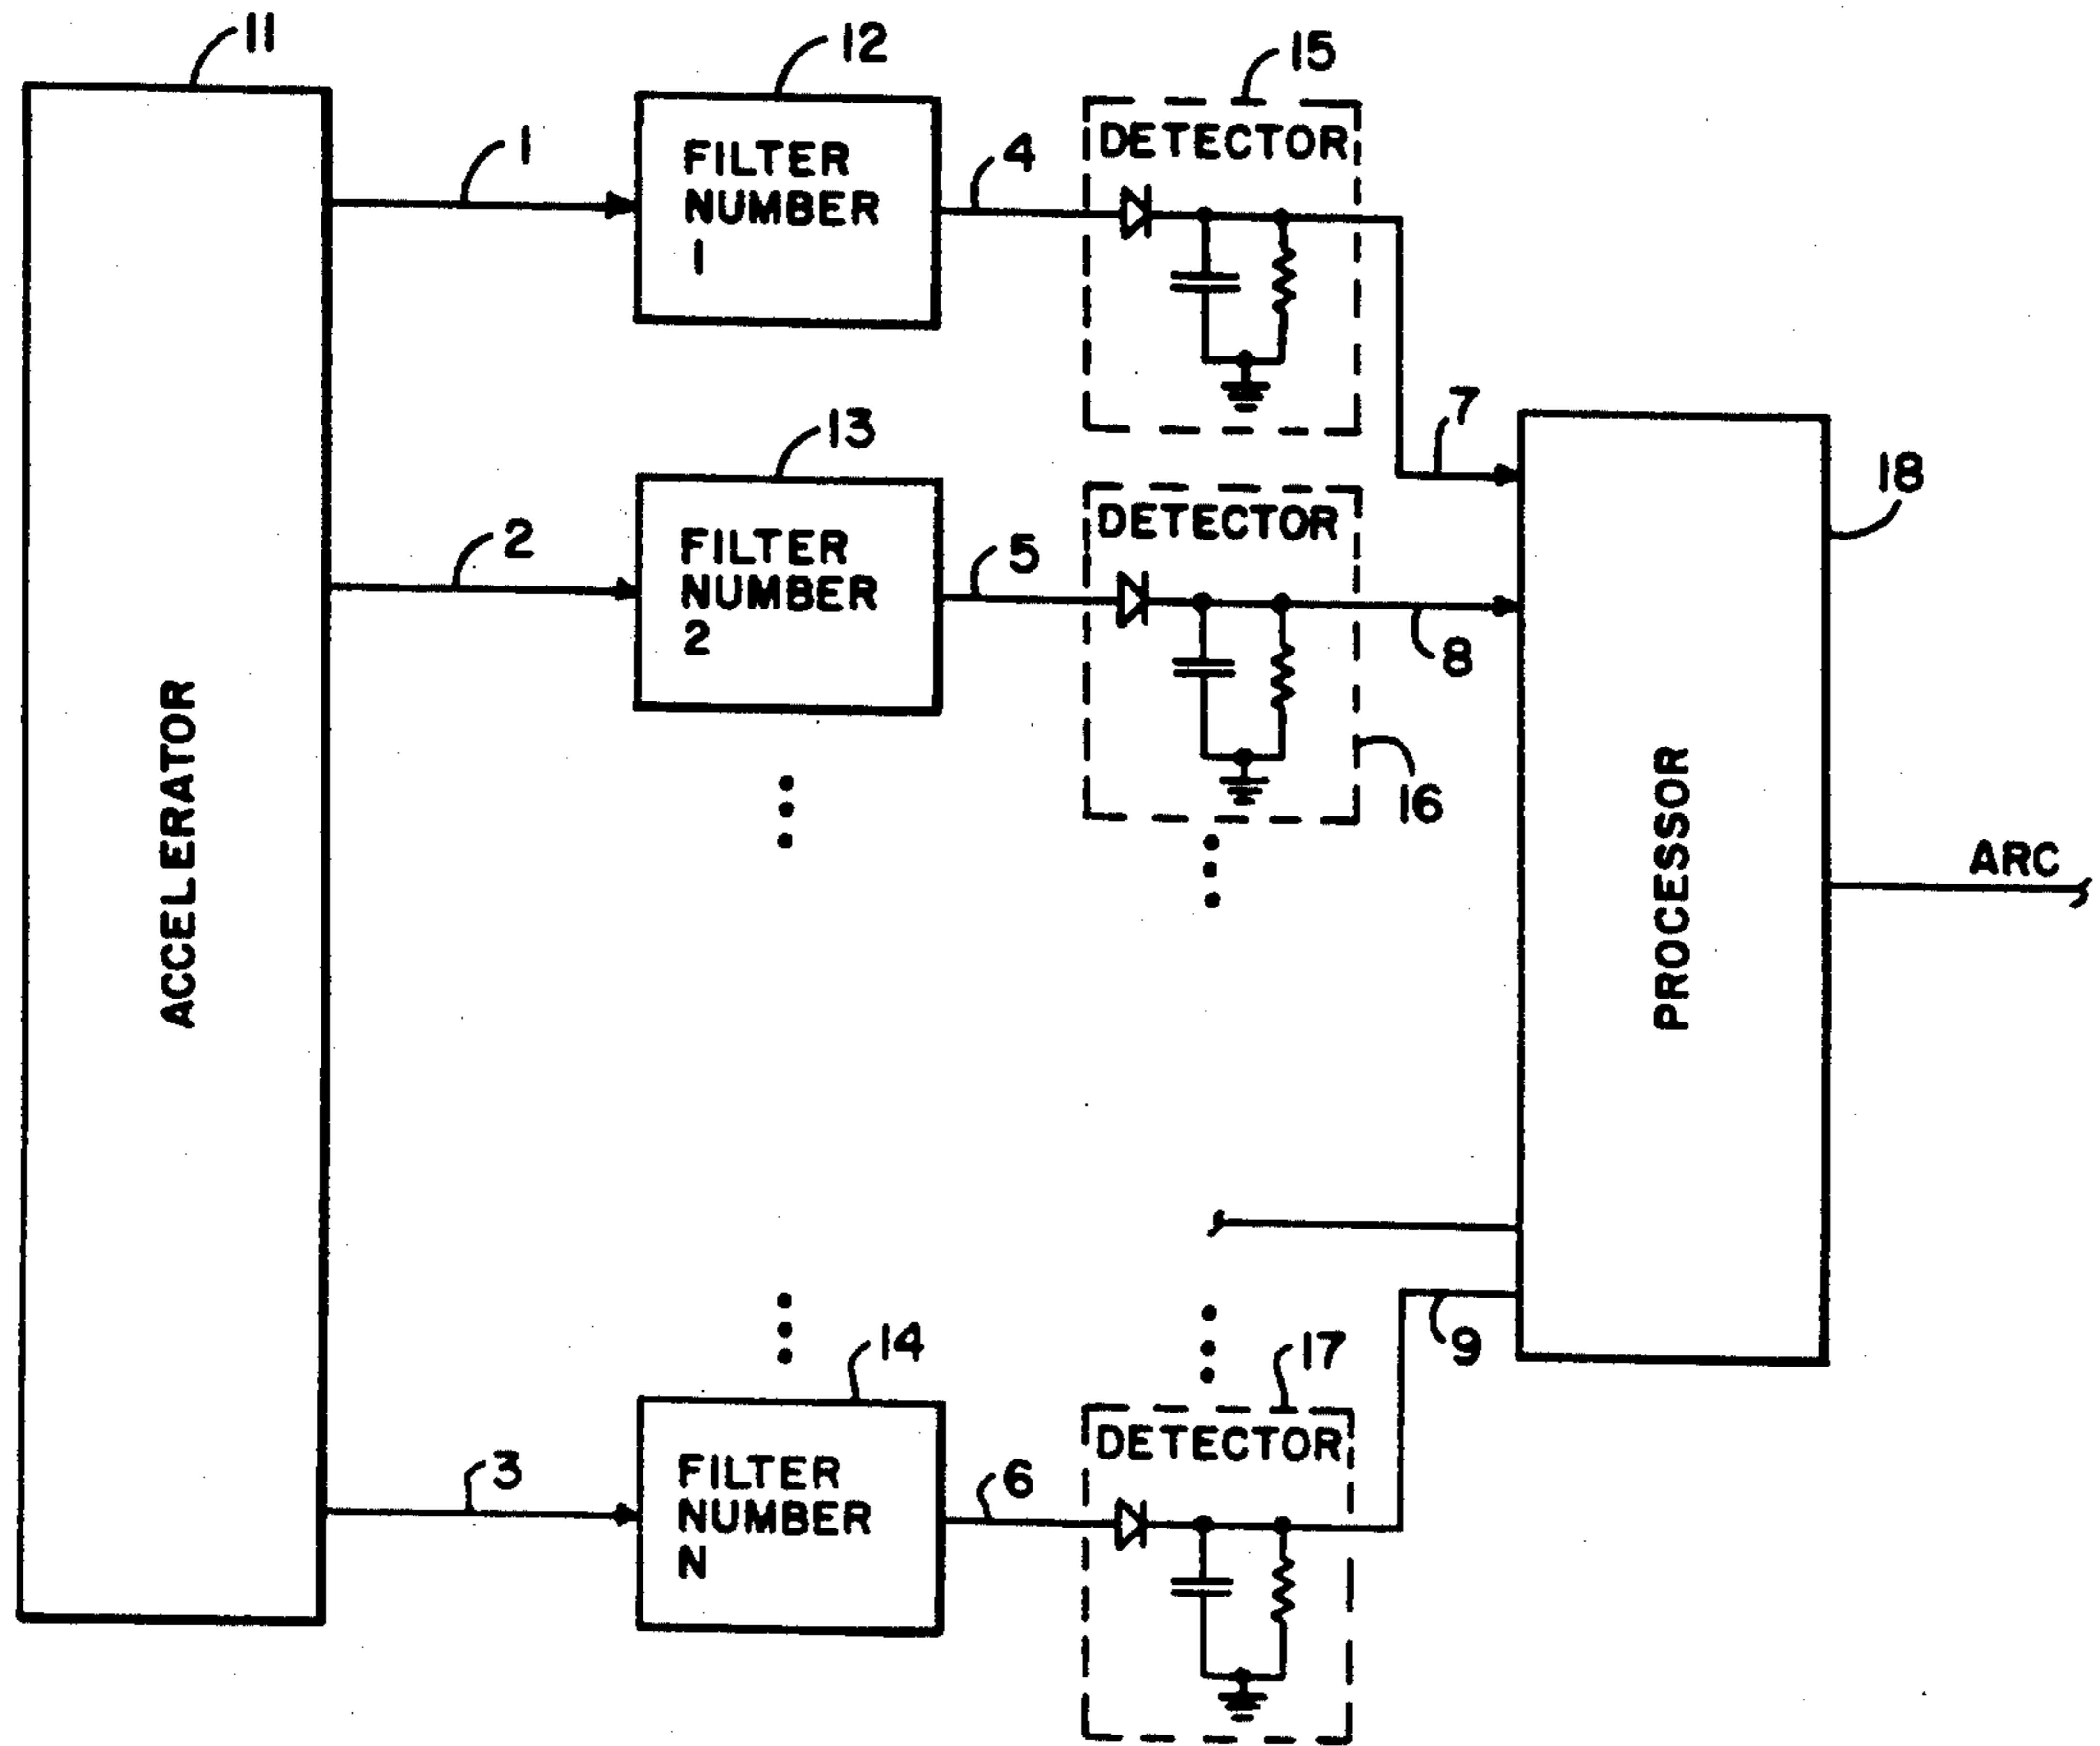 11
12
15
1
FILTER
NUMBER
1
4
DETECTOR
7
13
18
2
FILTER
NUMBER
2
5
DETECTOR
8
16
ACCELERATOR
PROCESSOR
ARC
9
14
17
3
FILTER
NUMBER
N
6
DETECTOR